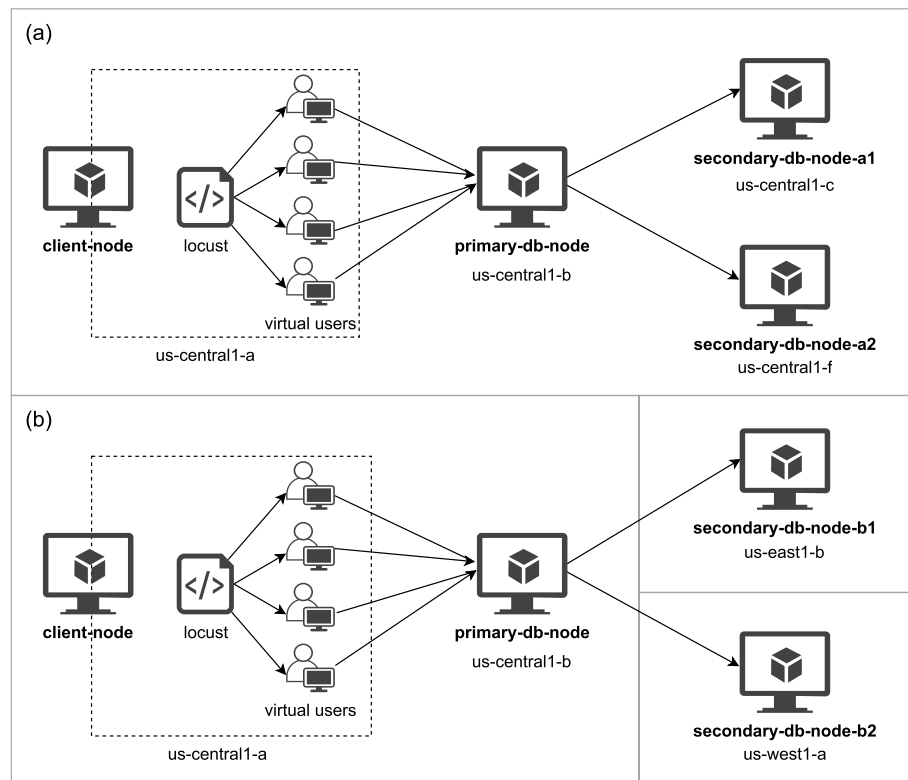 (a)
client-node
locust
</>
virtual users
us-central1-a
primary-db-node
us-central1-b
secondary-db-node-a1
us-central1-c
secondary-db-node-a2
us-central1-f
(b)
client-node
locust
</>
virtual users
us-central1-a
primary-db-node
us-central1-b
secondary-db-node-b1
us-east1-b
secondary-db-node-b2
us-west1-a